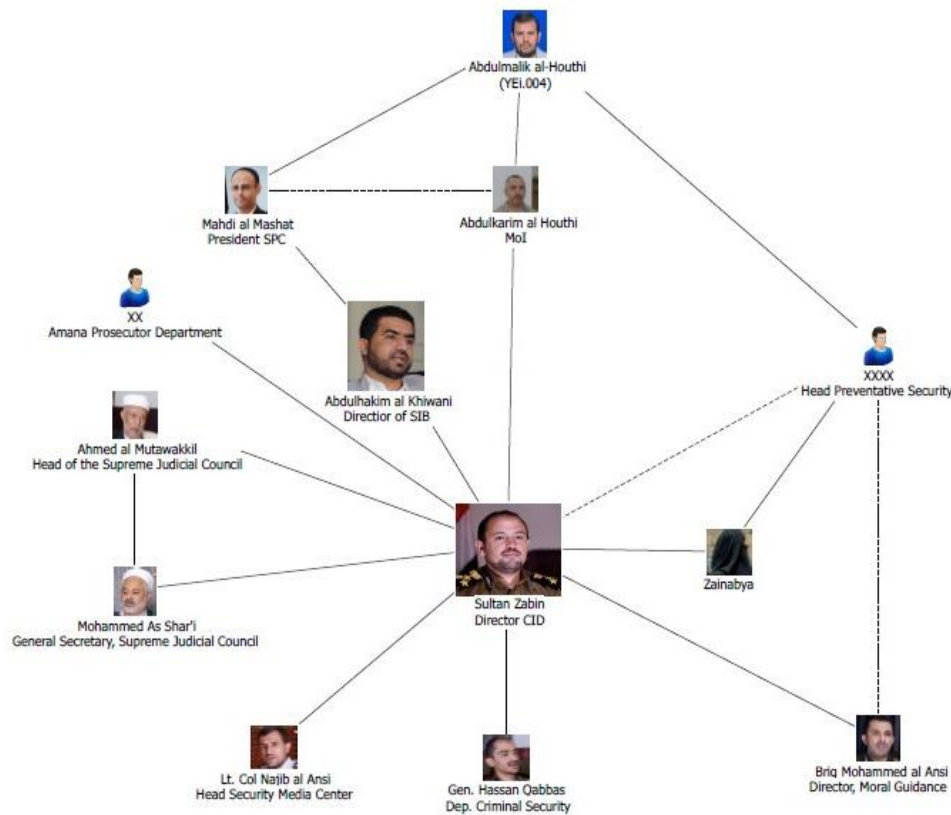 Abdulmalik al-Houthi
(YEi.004)
Mahdi al Mashat
President SPC
Abdulkarim al Houthi
MoI
XX
Amana Prosecutor Department
Abdulhakim al Khiwani
Directior of SIB
XXXX
Head Preventative Security
Ahmed al Mutawakkil
Head of the Supreme Judicial Council
Sultan Zabin
Director CID
Zainabya
Mohammed As Shar'i
General Secretary, Supreme Judicial Council
Lt. Col Najib al Ansi
Head Security Media Center
Gen. Hassan Qabbas
Dep. Criminal Security
Brig Mohammed al Ansi
Director, Moral Guidance